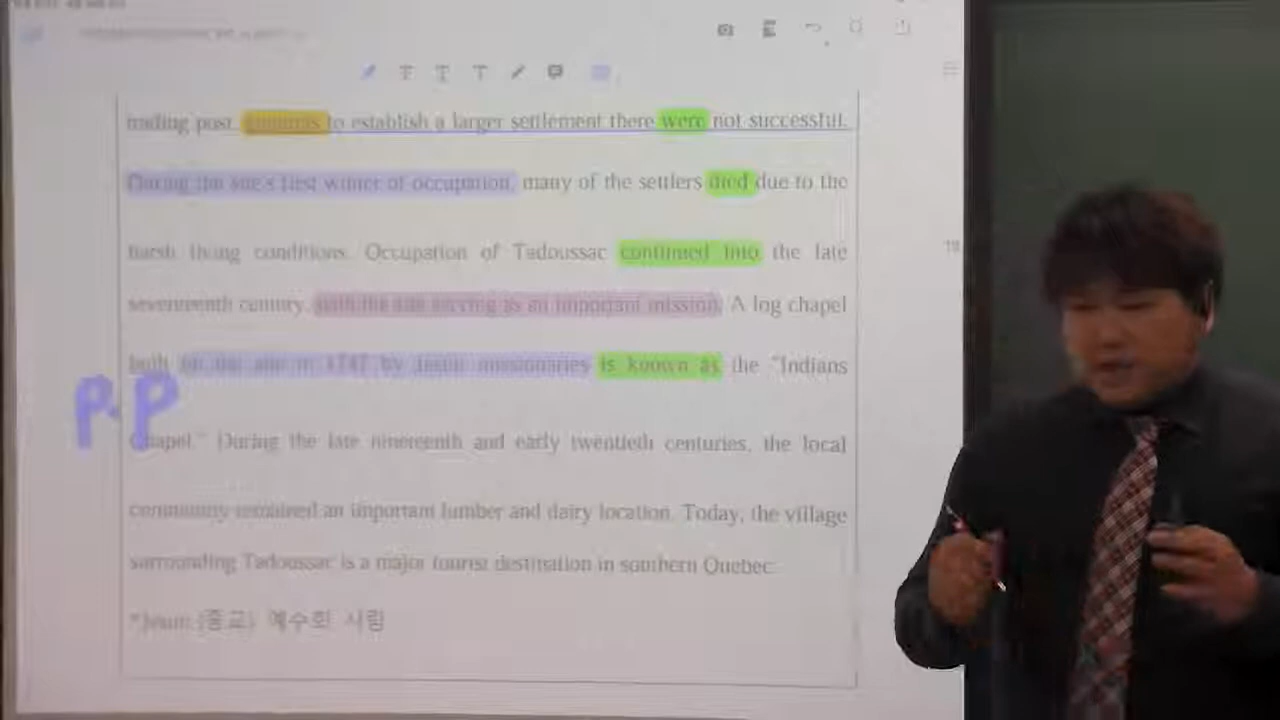 trading post, attempts to establish a larger settlement there were not successful.
During the site's first winter of occupation, many of the settlers died due to the
harsh living conditions. Occupation of Tadoussac continued into the late
seventeenth century, with the site serving as an important mission. A log chapel
built on the site in 1747 by Jesuit missionaries is known as the "Indians
P.P
Chapel." During the late nineteenth and early twentieth centuries, the local
community remained an important lumber and dairy location. Today, the village
surrounding Tadoussac is a major tourist destination in southern Quebec.
*Jesuit (종교) 예수회 사람